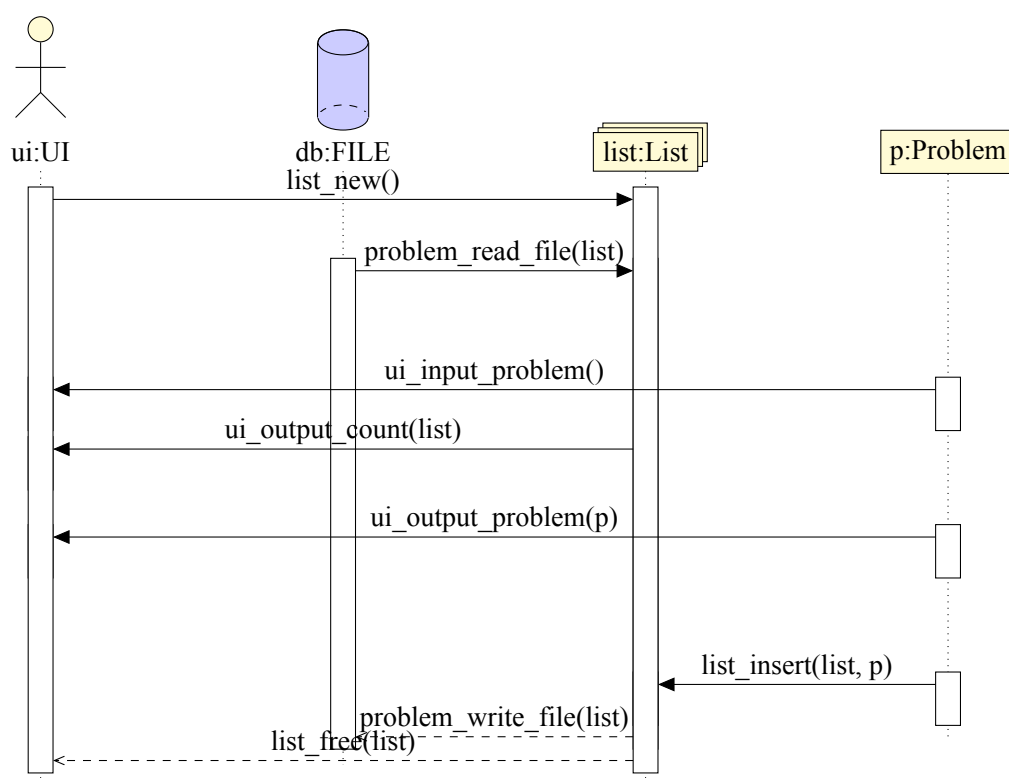 ui:UI
db:FILE
list:List
p:Problem
list_new()
problem_read_file(list)
ui_input_problem()
ui_output_count(list)
ui_output_problem(p)
list_insert(list, p)
problem_write_file(list)
list_free(list)